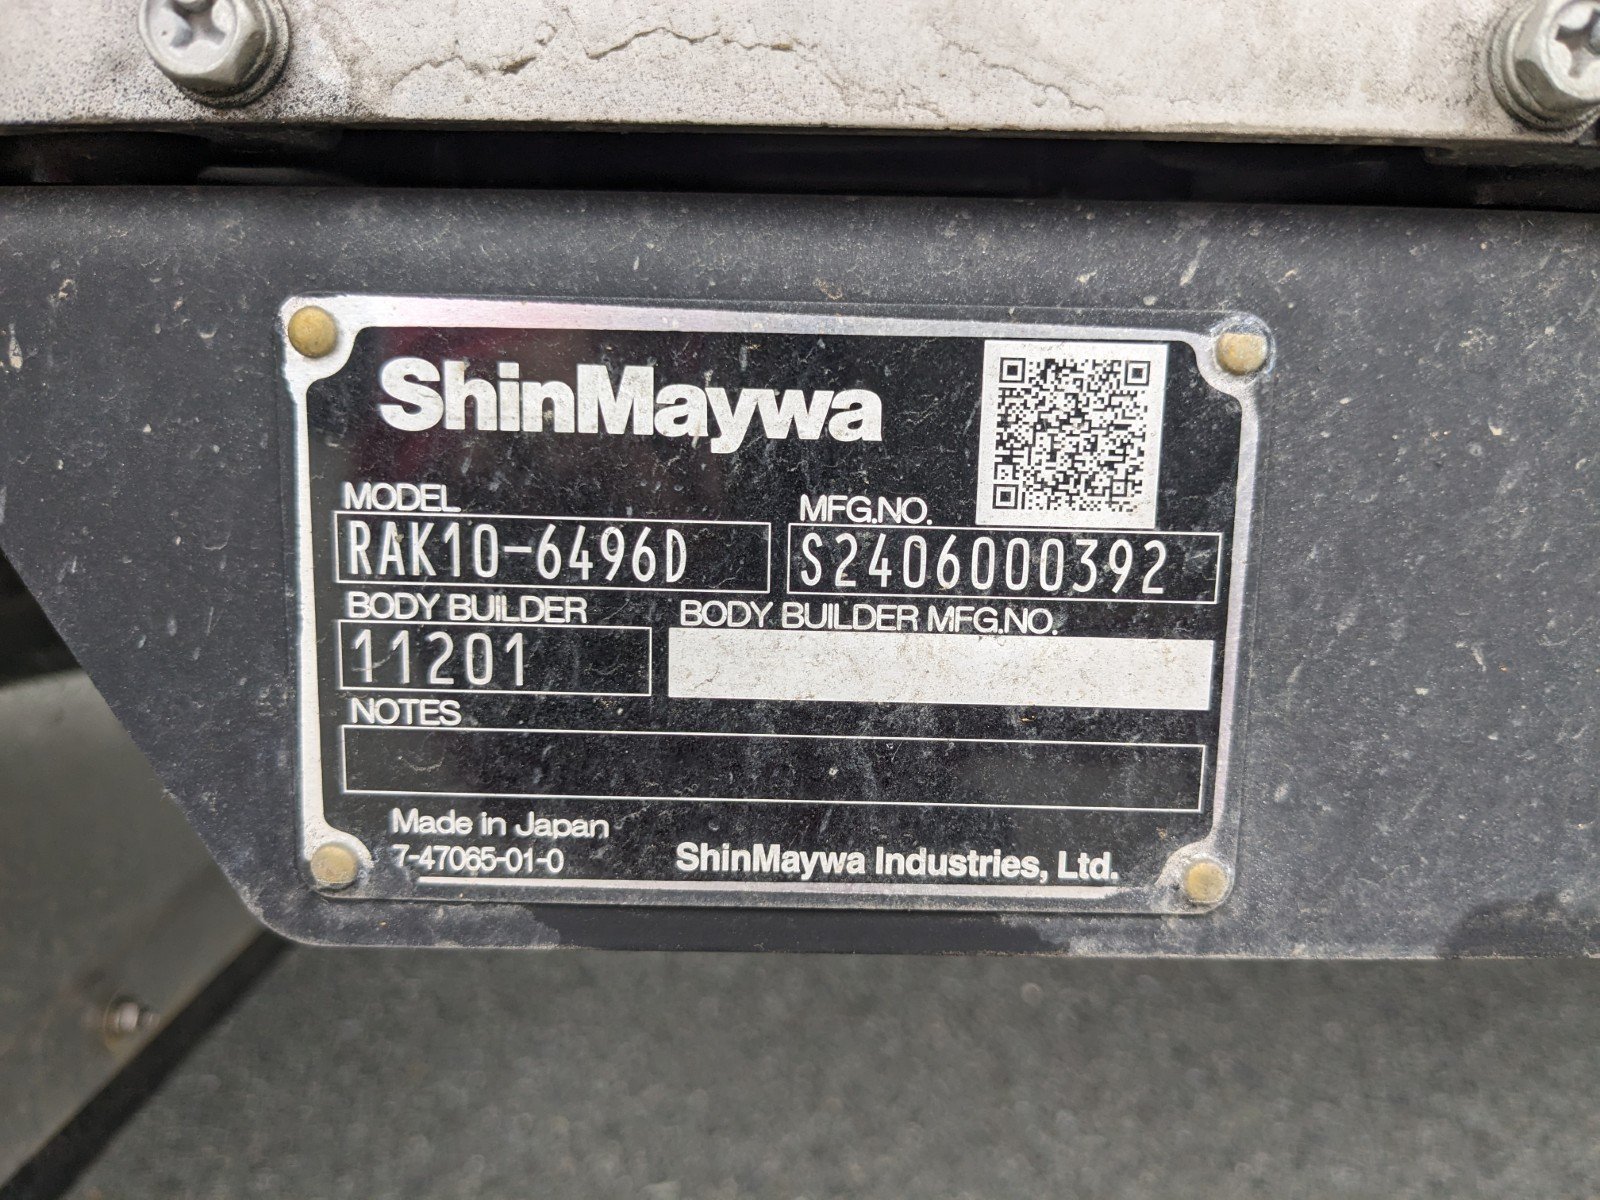 ShinMaywa
MODEL
MFG.NO.
RAK10-6496D
S2406000392
BODY BUILDER
BODY BUILDER MFG.NO.
11201
NOTES
Made in Japan
7-47065-01-0
ShinMaywa Industries, Ltd.